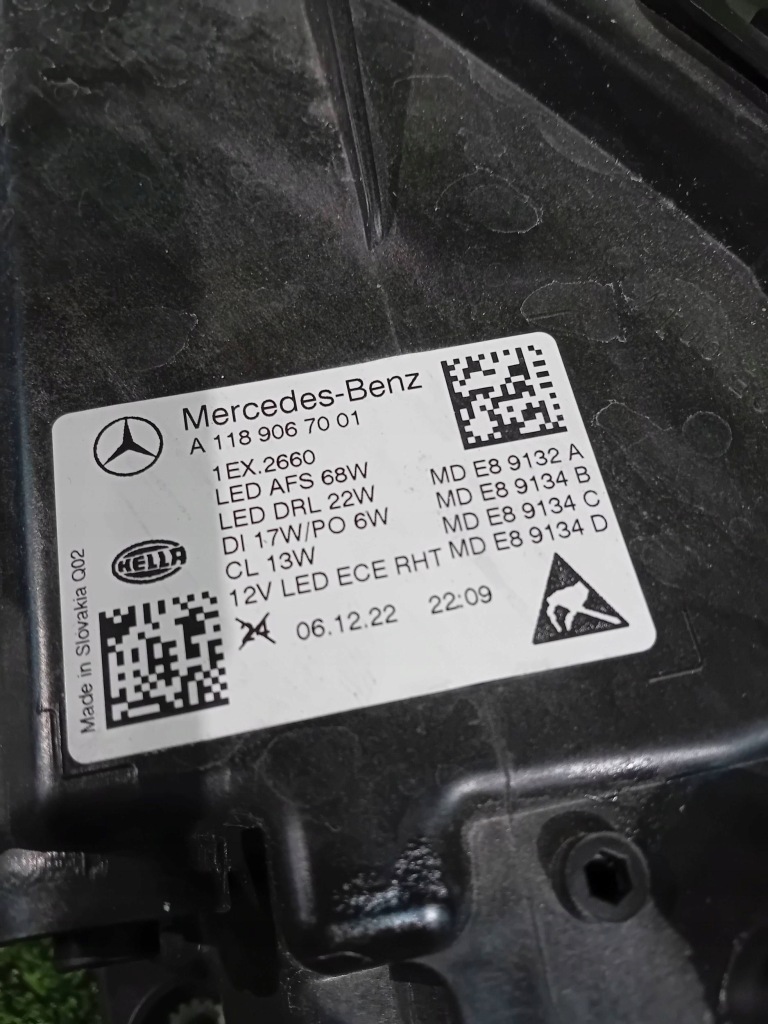 Mercedes-Benz
A 118 906 70 01
1EX.2660
LED AFS 68W
LED DRL 22W
DI 17W/PO 6W
CL 13W
12V LED ECE RHT
MD E8 9132 A
MD E8 9134 B
MD E8 9134 C
MD E8 9134 D
HELLA
Made in Slovakia Q02
06.12.22 22:09